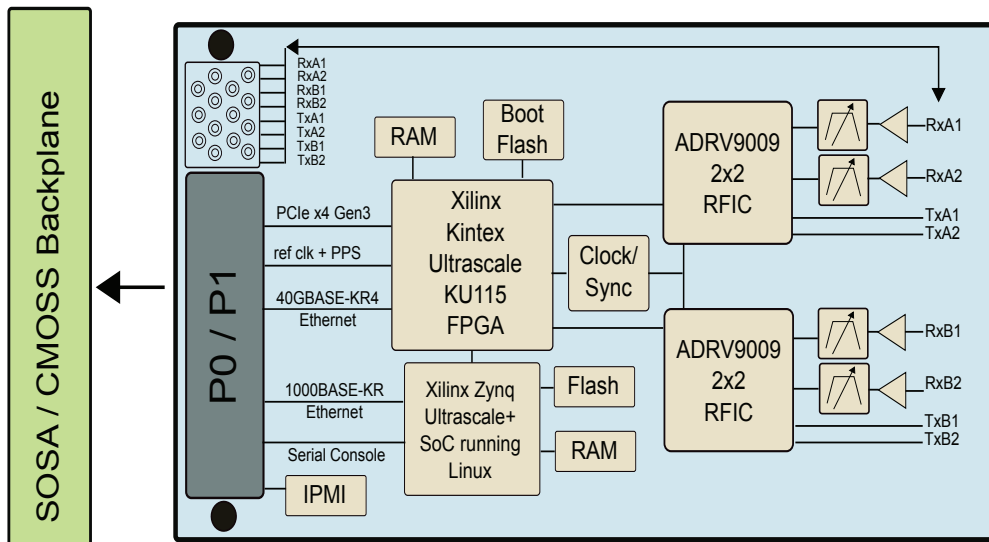 SOSA / CMOSS Backplane
RxA1
RxA2
RxB1
RxB2
TxA1
TxA2
TxB1
TxB2
P0 / P1
PCIe x4 Gen3
ref clk + PPS
40GBASE-KR4
Ethernet
1000BASE-KR
Ethernet
Serial Console
IPMI
RAM
Boot
Flash
Xilinx
Kintex
Ultrascale
KU115
FPGA
Clock/
Sync
Xilinx Zynq
Ultrascale+
SoC running
Linux
Flash
RAM
ADRV9009
2x2
RFIC
RxA1
RxA2
TxA1
TxA2
ADRV9009
2x2
RFIC
RxB1
RxB2
TxB1
TxB2